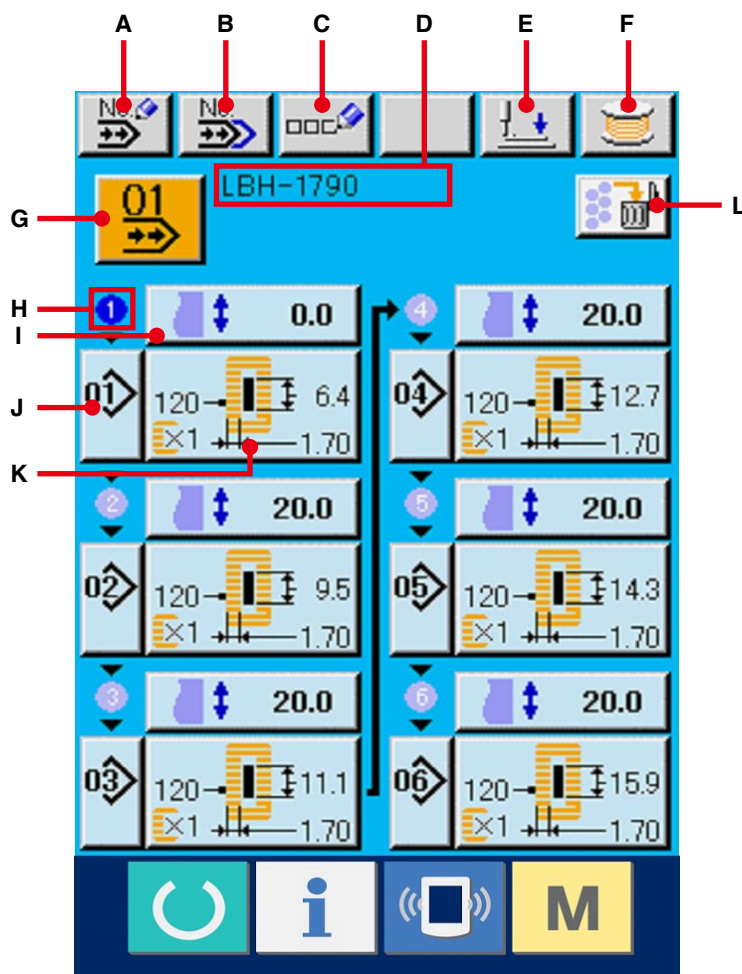 A B C D E F
No. No.
LBH-1790
01
G L
H 1 0.0 4 20.0
I
J 01 120 6.4 04 120 12.7
×1 1.70 ×1 1.70
K
2 20.0 5 20.0
02 120 9.5 05 120 14.3
×1 1.70 ×1 1.70
3 20.0 6 20.0
03 120 11.1 06 120 15.9
×1 1.70 ×1 1.70
i M